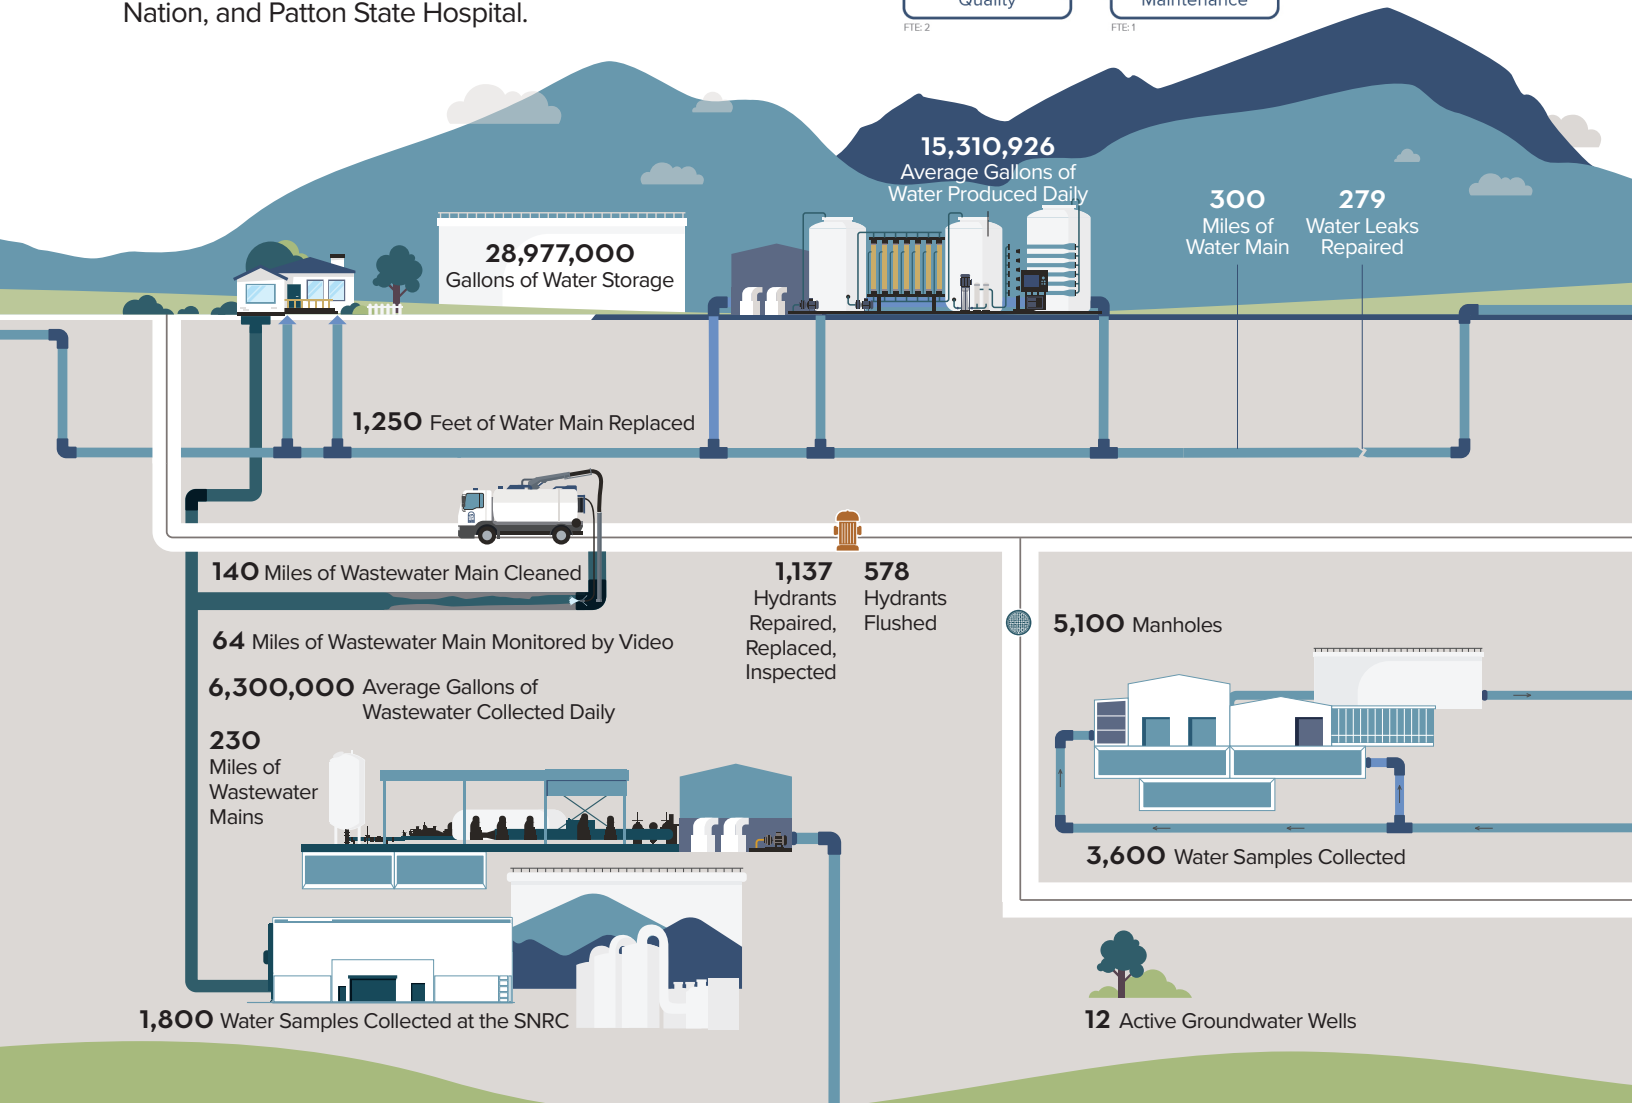 Nation, and Patton State Hospital.
Quality
Maintenance
FTE: 2
FTE: 1
15,310,926
Average Gallons of
Water Produced Daily
300
Miles of
Water Main
279
Water Leaks
Repaired
28,977,000
Gallons of Water Storage
1,250 Feet of Water Main Replaced
140 Miles of Wastewater Main Cleaned
64 Miles of Wastewater Main Monitored by Video
6,300,000 Average Gallons of
Wastewater Collected Daily
230
Miles of
Wastewater
Mains
1,137
Hydrants
Repaired,
Replaced,
Inspected
578
Hydrants
Flushed
5,100 Manholes
3,600 Water Samples Collected
1,800 Water Samples Collected at the SNRC
12 Active Groundwater Wells